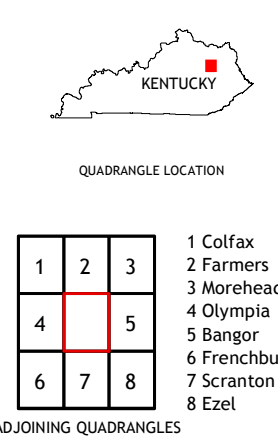 KENTUCKY
QUADRANGLE LOCATION
1 2 3
4 5
6 7 8
1 Colfax
2 Farmers
3 Morehead
4 Olympia
5 Bangor
6 Frenchbu
7 Scranton
8 Ezel
ADJOINING QUADRANGLES